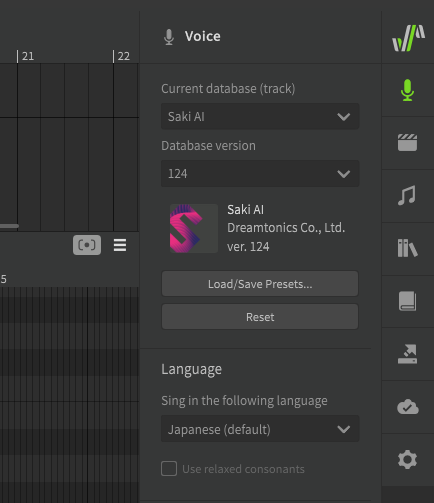 21
22
5
Voice
Current database (track)
Saki AI
Database version
124
Saki AI
Dreamtonics Co., Ltd.
ver. 124
Load/Save Presets...
Reset
Language
Sing in the following language
Japanese (default)
Use relaxed consonants